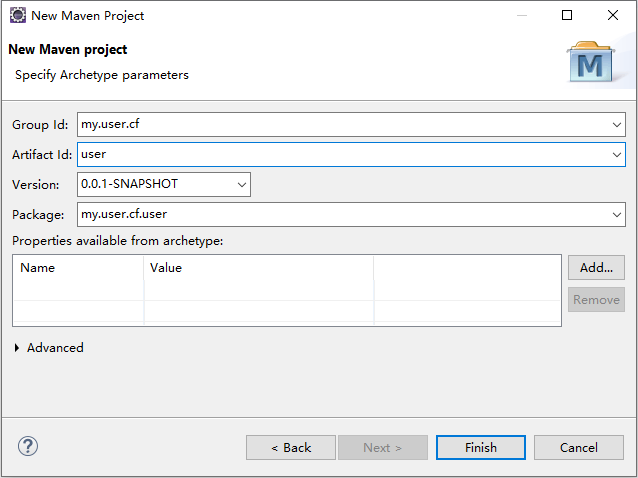 New Maven Project
New Maven project
Specify Archetype parameters
M
Group Id: my.user.cf
Artifact Id: user
Version: 0.0.1-SNAPSHOT
Package: my.user.cf.user
Properties available from archetype:
Name Value
Add...
Remove
Advanced
? < Back Next > Finish Cancel